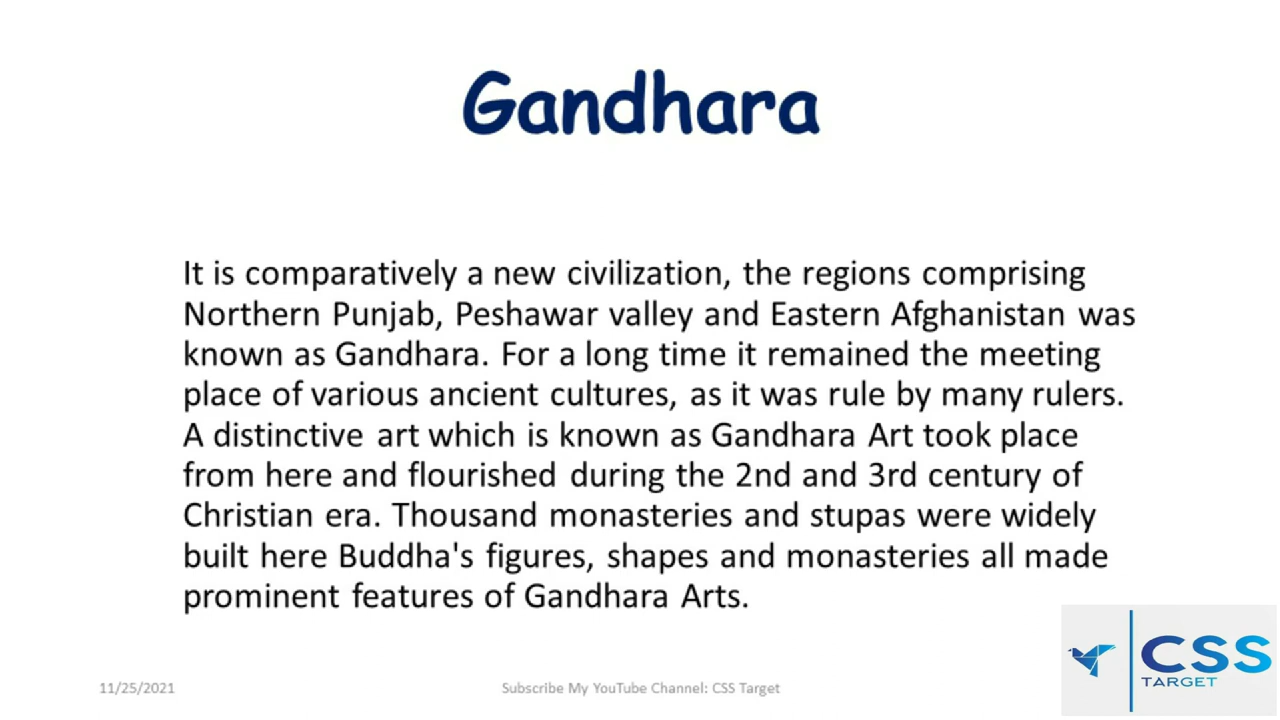 Gandhara
It is comparatively a new civilization, the regions comprising
Northern Punjab, Peshawar valley and Eastern Afghanistan was
known as Gandhara. For a long time it remained the meeting
place of various ancient cultures, as it was rule by many rulers.
A distinctive art which is known as Gandhara Art took place
from here and flourished during the 2nd and 3rd century of
Christian era. Thousand monasteries and stupas were widely
built here Buddha's figures, shapes and monasteries all made
prominent features of Gandhara Arts.
CSS
TARGET
11/25/2021
Subscribe My YouTube Channel: CSS Target